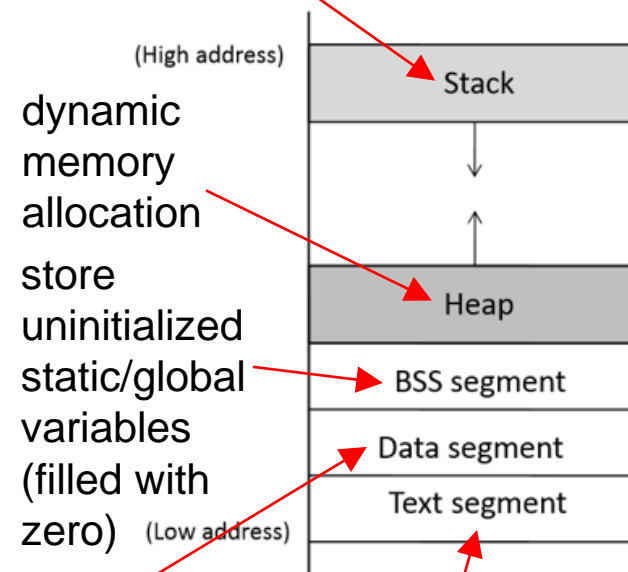 (High address)
Stack
dynamic
memory
allocation
Heap
store
uninitialized
static/global
variables
(filled with
zero)
BSS segment
Data segment
Text segment
(Low address)